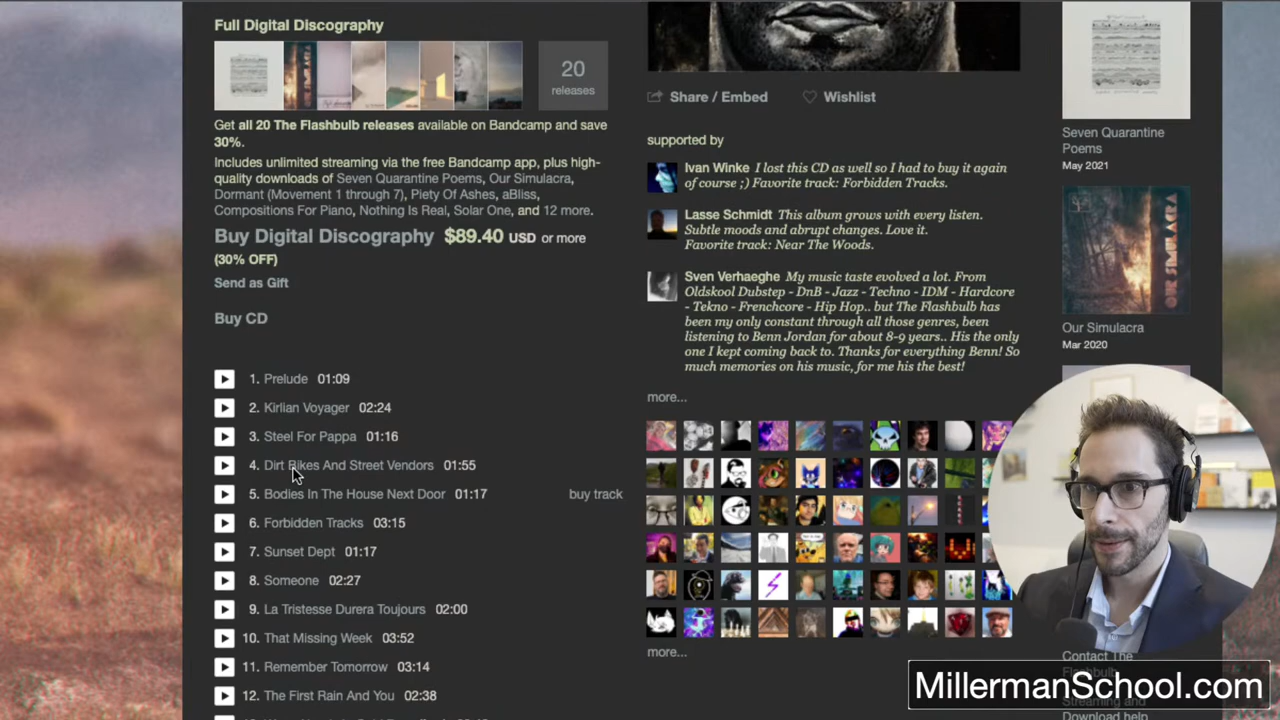 Full Digital Discography
20
releases
Get all 20 The Flashbulb releases available on Bandcamp and save
30%.
Includes unlimited streaming via the free Bandcamp app, plus high-
quality downloads of Seven Quarantine Poems, Our Simulacra,
Dormant (Movement 1 through 7), Piety Of Ashes, aBliss,
Compositions For Piano, Nothing Is Real, Solar One, and 12 more.
Buy Digital Discography $89.40 USD or more
(30% OFF)
Send as Gift
Buy CD
1. Prelude 01:09
2. Kirlian Voyager 02:24
3. Steel For Pappa 01:16
4. Dirt Bikes And Street Vendors 01:55
5. Bodies In The House Next Door 01:17 buy track
6. Forbidden Tracks 03:15
7. Sunset Dept 01:17
8. Someone 02:27
9. La Tristesse Durera Toujours 02:00
10. That Missing Week 03:52
11. Remember Tomorrow 03:14
12. The First Rain And You 02:38
Share / Embed Wishlist
supported by
Ivan Winke I lost this CD as well so I had to buy it again
of course ;) Favorite track: Forbidden Tracks.
Lasse Schmidt This album grows with every listen.
Subtle moods and abrupt changes. Love it.
Favorite track: Near The Woods.
Sven Verhaeghe My music taste evolved a lot. From
Oldskool Dubstep - DnB - Jazz - Techno - IDM - Hardcore
- Tekno - Frenchcore - Hip Hop.. but The Flashbulb has
been my only constant through all those genres, been
listening to Benn Jordan for about 8-9 years.. His the only
one I kept coming back to. Thanks for everything Benn! So
much memories on his music, for me his the best!
more...
more...
Seven Quarantine
Poems
May 2021
OUR SIMULACRA
Our Simulacra
Mar 2020
Contact The
Flashbulb
Streaming and
Download help
MillermanSchool.com